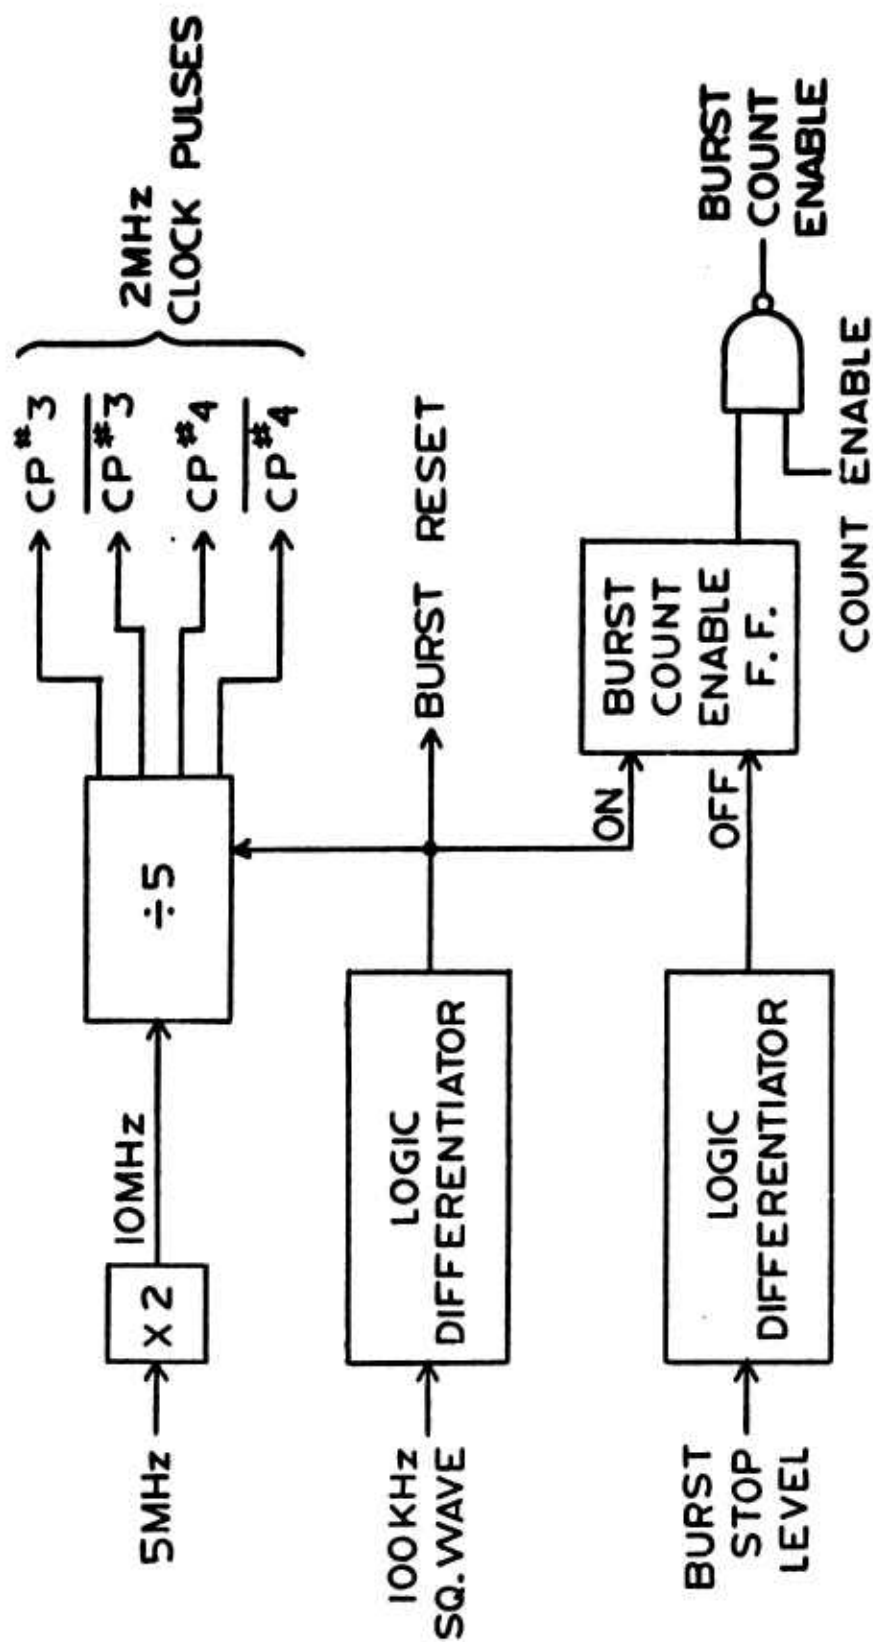 5MHz
X 2
10MHz
÷5
CP#3
CP#3
CP#4
CP#4
2MHz
CLOCK PULSES
100KHz
SQ. WAVE
LOGIC
DIFFERENTIATOR
BURST RESET
BURST
STOP
LEVEL
LOGIC
DIFFERENTIATOR
ON
OFF
BURST
COUNT
ENABLE
F. F.
COUNT ENABLE
BURST
COUNT
ENABLE